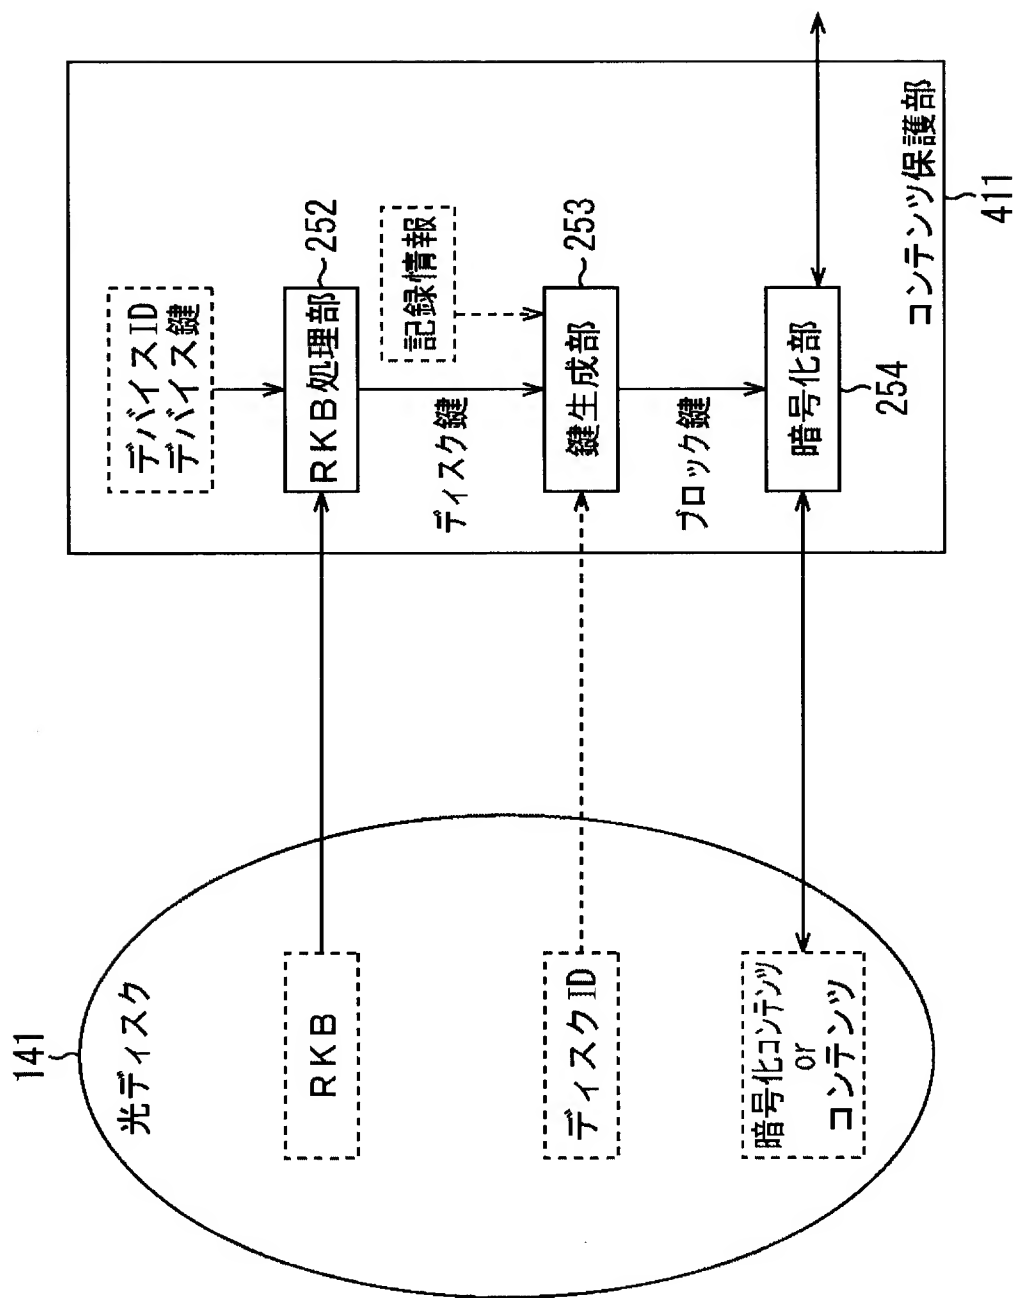 141
光ディスク
RKB
ディスクID
暗号化コンテンツ
or
コンテンツ
デバイスID
デバイス鍵
RKB処理部
252
記録情報
ディスク鍵
鍵生成部
253
ブロック鍵
暗号化部
254
コンテンツ保護部
411